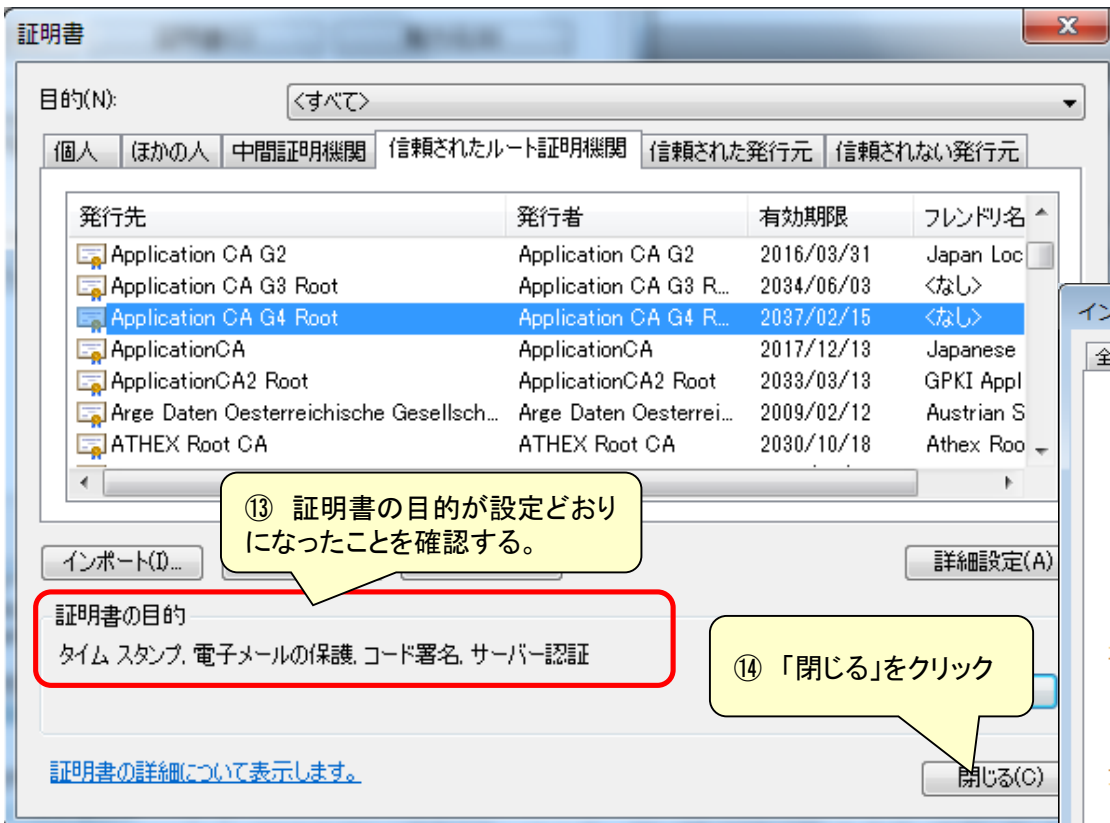 証明書
目的(N):
<すべて>
個人 ほかの人 中間証明機関 信頼されたルート証明機関 信頼された発行元 信頼されない発行元
発行先 発行者 有効期限 フレンドリ名
Application CA G2 Application CA G2 2016/03/31 Japan Loc
Application CA G3 Root Application CA G3 R... 2034/06/03 <なし>
Application CA G4 Root Application CA G4 R... 2037/02/15 <なし>
ApplicationCA ApplicationCA 2017/12/13 Japanese
ApplicationCA2 Root ApplicationCA2 Root 2033/03/13 GPKI Appl
Arge Daten Oesterreichische Gesellsch... Arge Daten Oesterrei... 2009/02/12 Austrian S
ATHEX Root CA ATHEX Root CA 2030/10/18 Athex Roo
⑬ 証明書の目的が設定どおり
になったことを確認する。
インポート(I)... 詳細設定(A)
証明書の目的
タイム スタンプ, 電子メールの保護, コード署名, サーバー認証
⑭ 「閉じる」をクリック
証明書の詳細について表示します。
閉じる(C)
イン
全